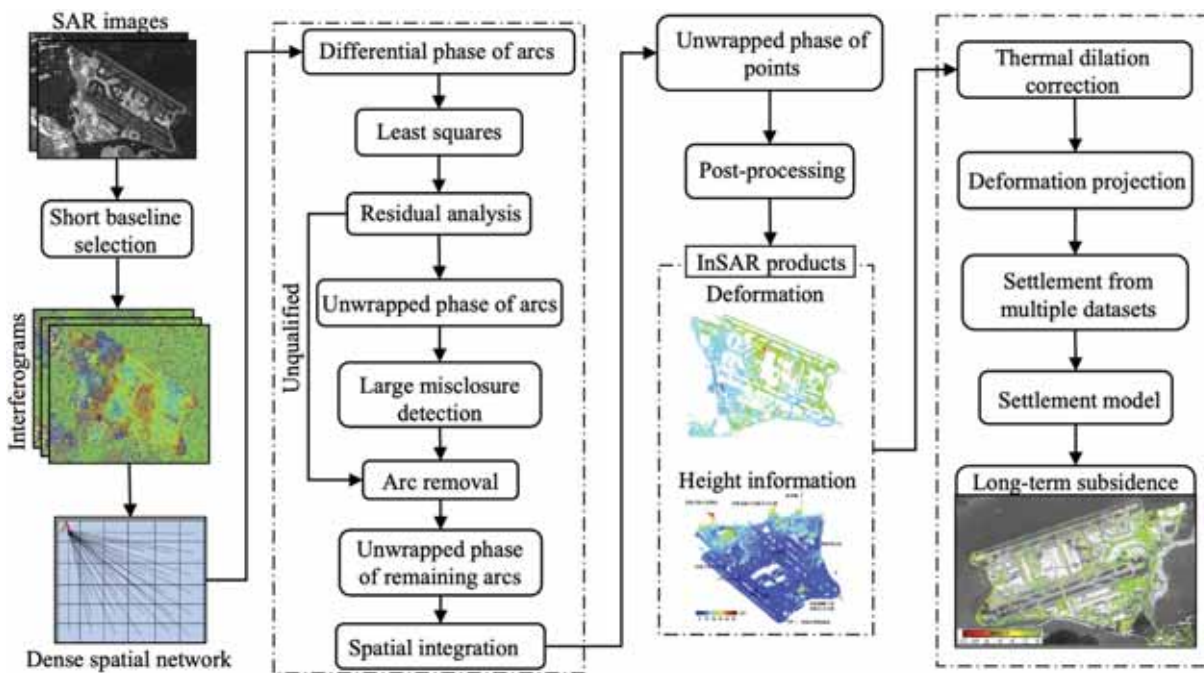 SAR images
Short baseline
selection
Interferograms
Dense spatial network
Differential phase of arcs
Least squares
Residual analysis
Unqualified
Unwrapped phase of arcs
Large misclosure
detection
Arc removal
Unwrapped phase
of remaining arcs
Spatial integration
Unwrapped phase of
points
Post-processing
InSAR products
Deformation
Height information
Thermal dilation
correction
Deformation projection
Settlement from
multiple datasets
Settlement model
Long-term subsidence